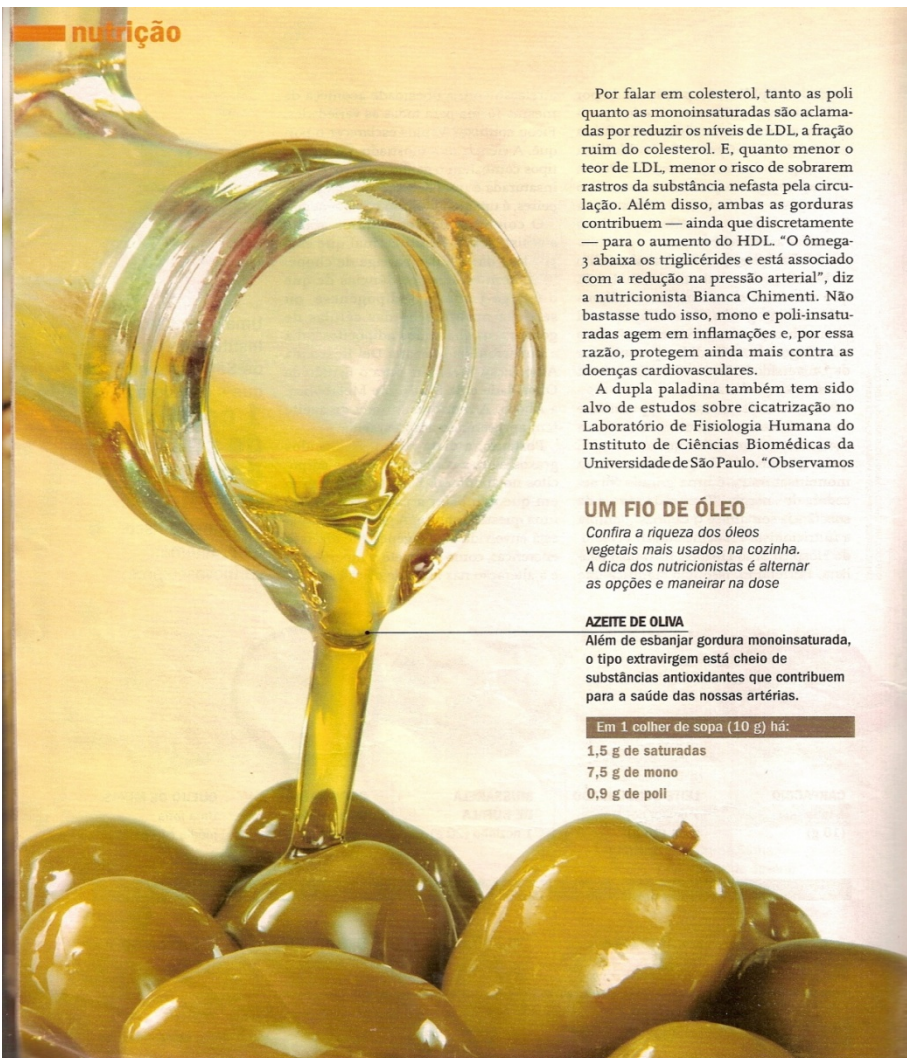 nutrição
Por falar em colesterol, tanto as poli
quanto as monoinsaturadas são aclama-
das por reduzir os níveis de LDL, a fração
ruim do colesterol. E, quanto menor o
teor de LDL, menor o risco de sobrarem
rastros da substância nefasta pela circu-
lação. Além disso, ambas as gorduras
contribuem — ainda que discretamente
— para o aumento do HDL. “O ômega-
3 abaixa os triglicérides e está associado
com a redução na pressão arterial”, diz
a nutricionista Bianca Chimenti. Não
bastasse tudo isso, mono e poli-insatu-
radas agem em inflamações e, por essa
razão, protegem ainda mais contra as
doenças cardiovasculares.
A dupla paladina também tem sido
alvo de estudos sobre cicatrização no
Laboratório de Fisiologia Humana do
Instituto de Ciências Biomédicas da
Universidade de São Paulo. “Observamos
UM FIO DE ÓLEO
Confira a riqueza dos óleos
vegetais mais usados na cozinha.
A dica dos nutricionistas é alternar
as opções e maneirar na dose
AZEITE DE OLIVA
Além de esbanjar gordura monoinsaturada,
o tipo extravirgem está cheio de
substâncias antioxidantes que contribuem
para a saúde das nossas artérias.
Em 1 colher de sopa (10 g) há:
1,5 g de saturadas
7,5 g de mono
0,9 g de poli